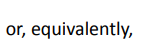 or, equivalently,